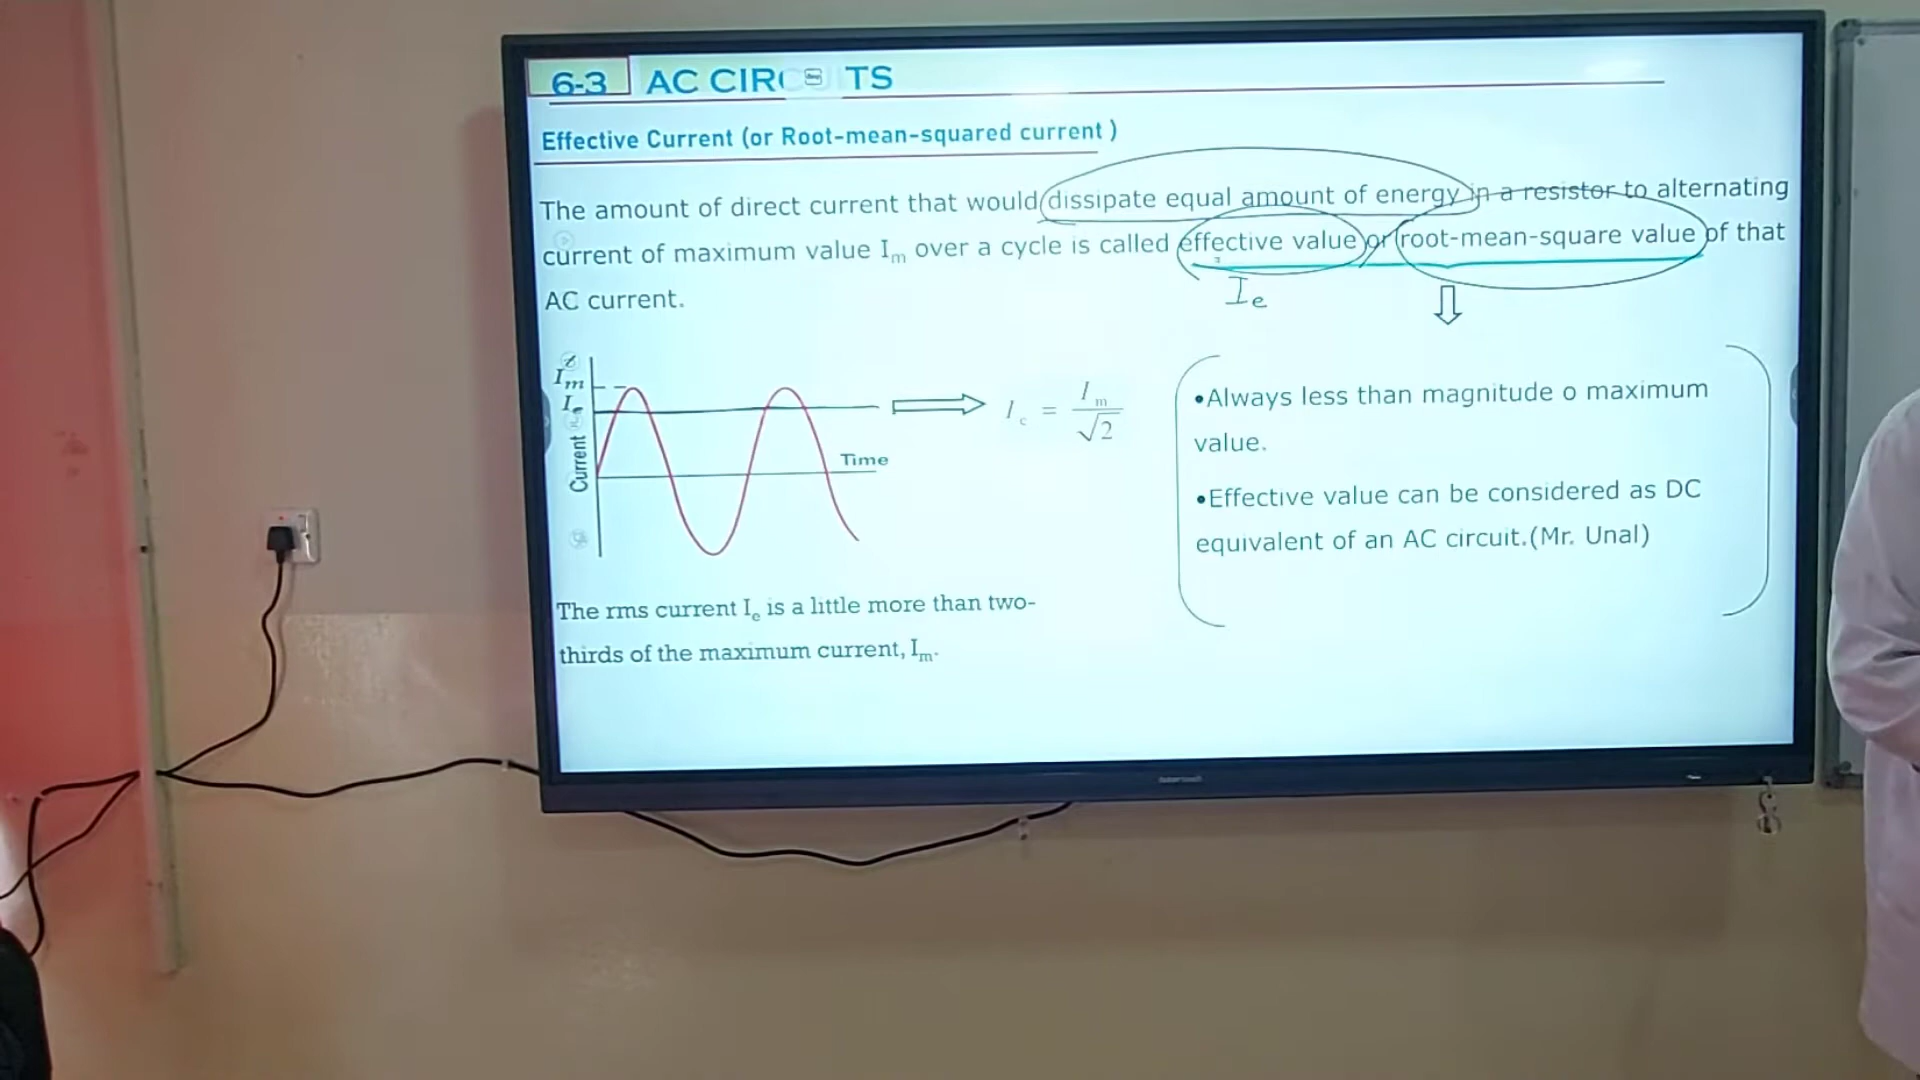 6-3 AC CIRC TS
Effective Current (or Root-mean-squared current )
The amount of direct current that would dissipate equal amount of energy in a resistor to alternating
current of maximum value Im over a cycle is called effective value or root-mean-square value of that
AC current.
Ie
Im
Ie
Current
Time
Ie = Im / √2
•Always less than magnitude o maximum
value.
•Effective value can be considered as DC
equivalent of an AC circuit.(Mr. Unal)
The rms current Ie is a little more than two-
thirds of the maximum current, Im.